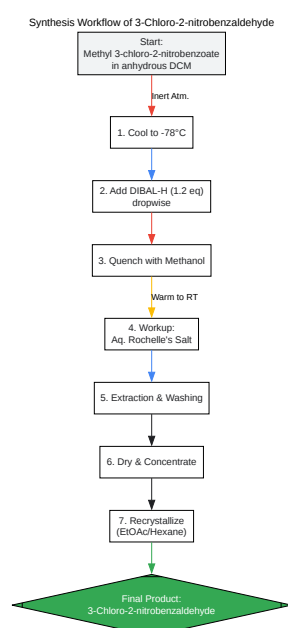 Synthesis Workflow of 3-Chloro-2-nitrobenzaldehyde
Start:
Methyl 3-chloro-2-nitrobenzoate
in anhydrous DCM
Inert Atm.
1. Cool to -78°C
2. Add DIBAL-H (1.2 eq)
dropwise
3. Quench with Methanol
Warm to RT
4. Workup:
Aq. Rochelle's Salt
5. Extraction & Washing
6. Dry & Concentrate
7. Recrystallize
(EtOAc/Hexane)
Final Product:
3-Chloro-2-nitrobenzaldehyde